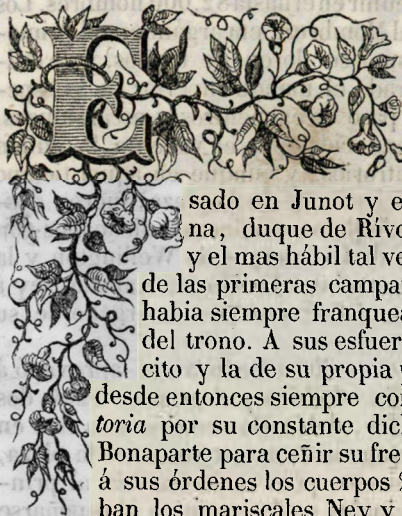 E
sado en Junot y e
na, duque de Rivo
y el mas hábil tal ve
de las primeras campa
habia siempre franquea
del trono. A sus esfuer
cito y la de su propia
desde entonces siempre co
toria por su constante dic
Bonaparte para ceñir su fre
á sus órdenes los cuerpos
ban los mariscales Ney y